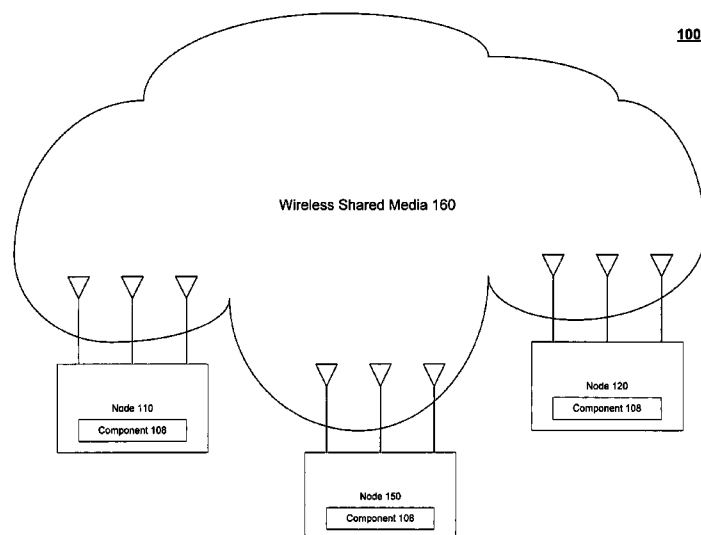 100
Wireless Shared Media 160
Node 110
Component 108
Node 120
Component 108
Node 150
Component 108